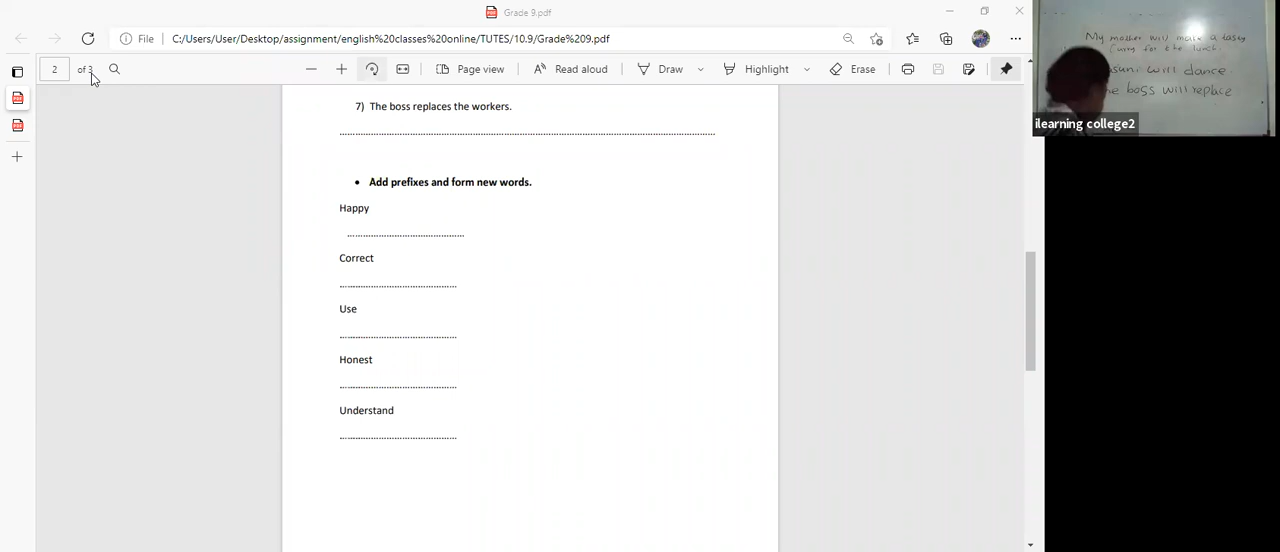 Grade 9.pdf
File
C:/Users/User/Desktop/assignment/english%20classes%20online/TUTES/10.9/Grade%209.pdf
2 of 3
Page view
Read aloud
Draw
Highlight
Erase
7) The boss replaces the workers.
................................................................................
• Add prefixes and form new words.
Happy
............................................
Correct
............................................
Use
............................................
Honest
............................................
Understand
............................................
My mother will make a tasty
Curry for the lunch.
will dance
boss will replace
ilearning college2